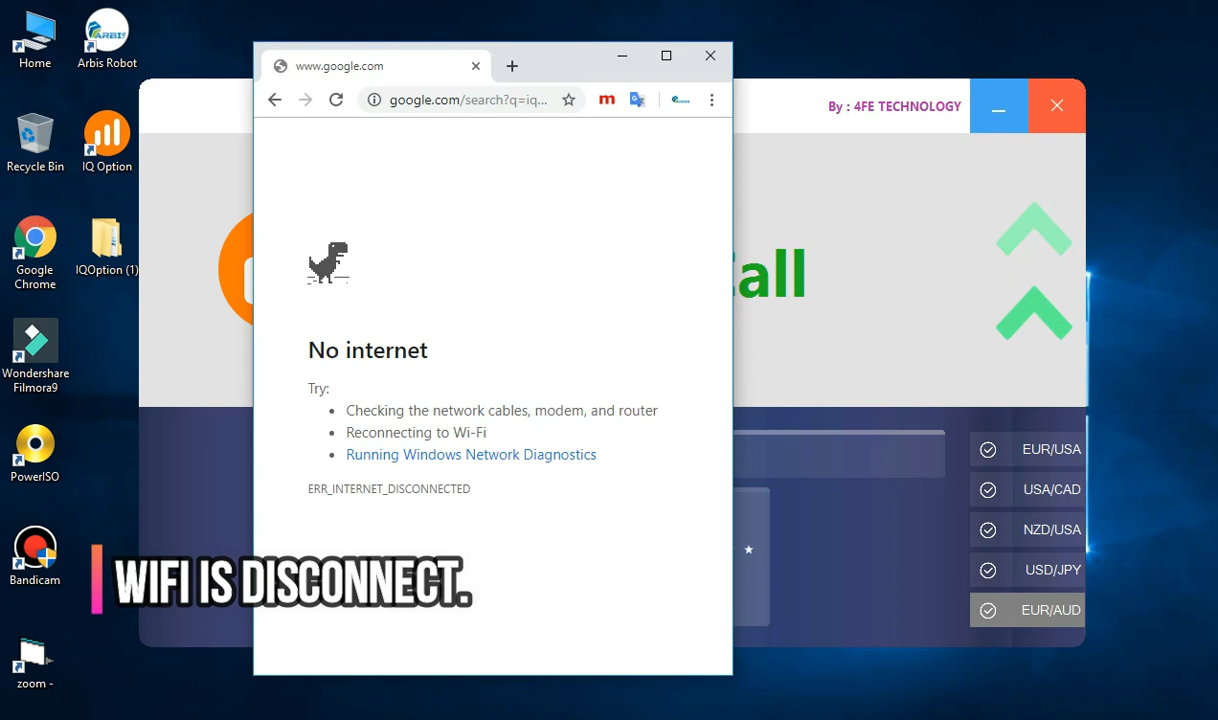 Home
Arbis Robot
Recycle Bin
IQ Option
Google
Chrome
IQOption (1)
Wondershare
Filmora9
PowerISO
Bandicam
zoom -
www.google.com
google.com/search?q=iq...
m
By : 4FE TECHNOLOGY
No internet
Try:
• Checking the network cables, modem, and router
• Reconnecting to Wi-Fi
• Running Windows Network Diagnostics
ERR_INTERNET_DISCONNECTED
all
EUR/USA
USA/CAD
NZD/USA
USD/JPY
EUR/AUD
WIFI IS DISCONNECT.